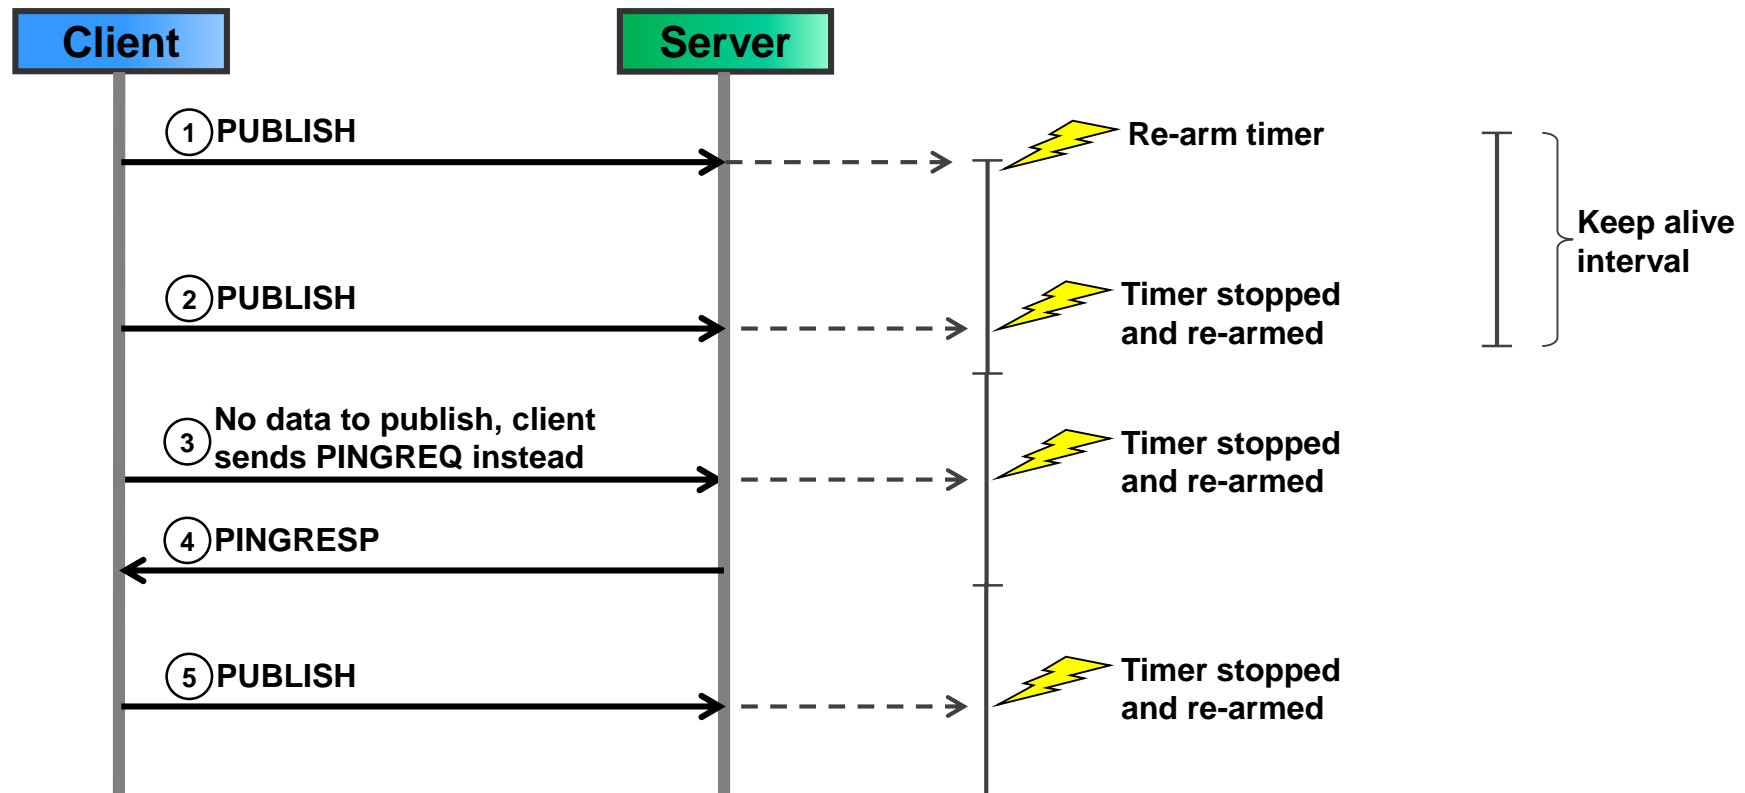 Client
Server
1 PUBLISH
Re-arm timer
Keep alive
interval
2 PUBLISH
Timer stopped
and re-armed
3 No data to publish, client
sends PINGREQ instead
Timer stopped
and re-armed
4 PINGRESP
5 PUBLISH
Timer stopped
and re-armed